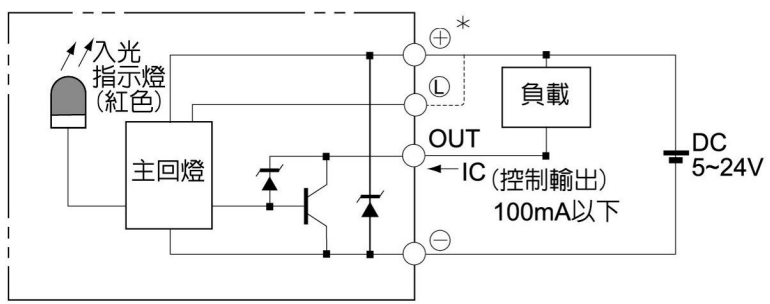 入光
指示燈
(紅色)
主回燈
⊕*
Ⓛ
OUT
IC (控制輸出)
100mA以下
⊖
負載
DC
5~24V